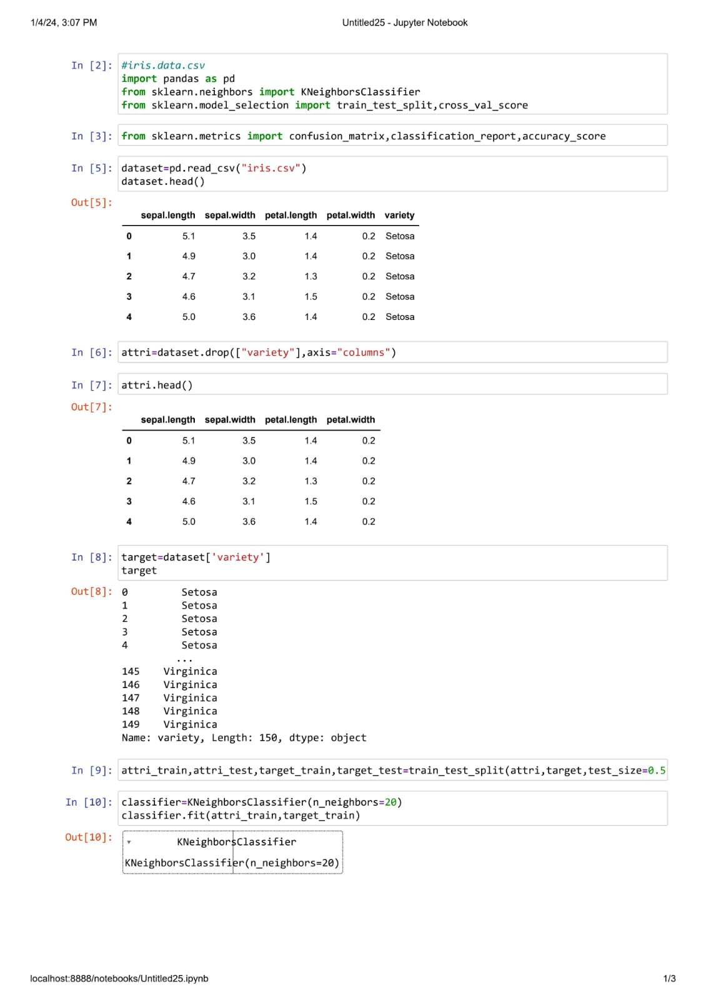 1/4/24, 3:07 PM Untitled25 - Jupyter Notebook
In [2]: #iris.data.csv
import pandas as pd
from sklearn.neighbors import KNeighborsClassifier
from sklearn.model_selection import train_test_split,cross_val_score
In [3]: from sklearn.metrics import confusion_matrix,classification_report,accuracy_score
In [5]: dataset=pd.read_csv("iris.csv")
dataset.head()
Out[5]:
sepal.length sepal.width petal.length petal.width variety
0 5.1 3.5 1.4 0.2 Setosa
1 4.9 3.0 1.4 0.2 Setosa
2 4.7 3.2 1.3 0.2 Setosa
3 4.6 3.1 1.5 0.2 Setosa
4 5.0 3.6 1.4 0.2 Setosa
In [6]: attri=dataset.drop(["variety"],axis="columns")
In [7]: attri.head()
Out[7]:
sepal.length sepal.width petal.length petal.width
0 5.1 3.5 1.4 0.2
1 4.9 3.0 1.4 0.2
2 4.7 3.2 1.3 0.2
3 4.6 3.1 1.5 0.2
4 5.0 3.6 1.4 0.2
In [8]: target=dataset['variety']
target
Out[8]: 0 Setosa
1 Setosa
2 Setosa
3 Setosa
4 Setosa
...
145 Virginica
146 Virginica
147 Virginica
148 Virginica
149 Virginica
Name: variety, Length: 150, dtype: object
In [9]: attri_train,attri_test,target_train,target_test=train_test_split(attri,target,test_size=0.5
In [10]: classifier=KNeighborsClassifier(n_neighbors=20)
classifier.fit(attri_train,target_train)
Out[10]: ▾ KNeighborsClassifier
KNeighborsClassifier(n_neighbors=20)
localhost:8888/notebooks/Untitled25.ipynb 1/3